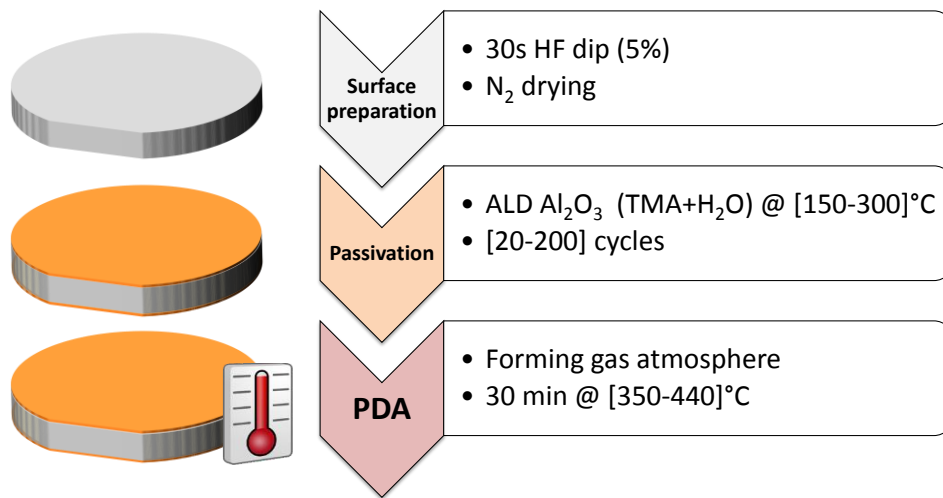 Surface
preparation
• 30s HF dip (5%)
• N₂ drying
Passivation
• ALD Al₂O₃ (TMA+H₂O) @ [150-300]°C
• [20-200] cycles
PDA
• Forming gas atmosphere
• 30 min @ [350-440]°C